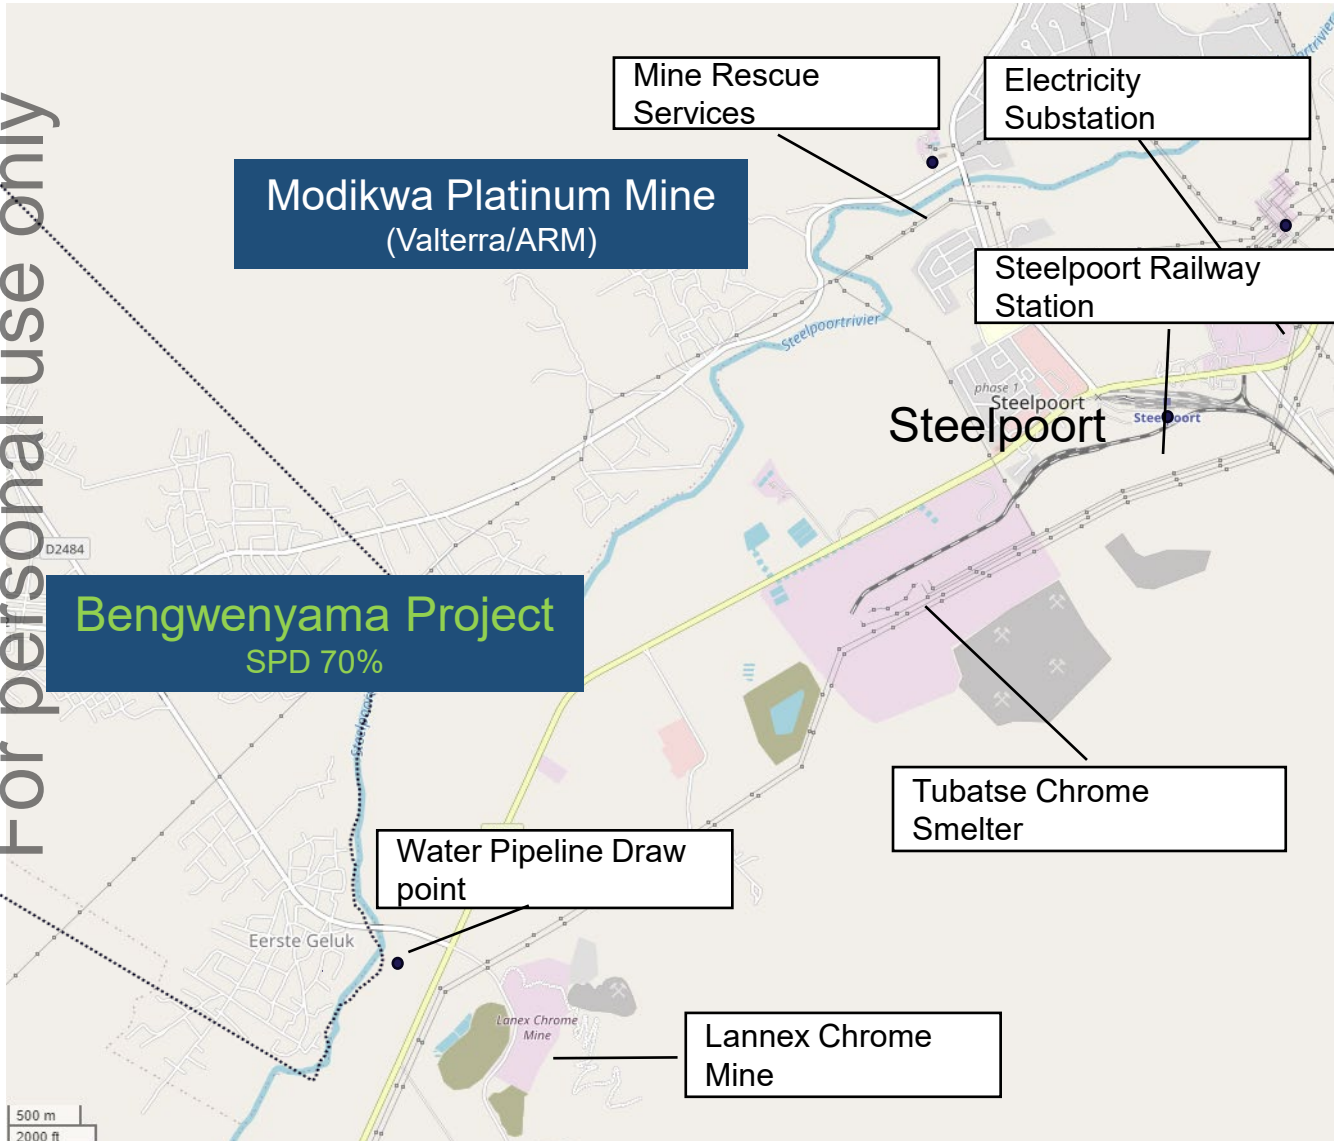 For personal use only
Mine Rescue
Services
Electricity
Substation
Modikwa Platinum Mine
(Valterra/ARM)
Steelpoort Railway
Station
Steelpoortrivier
phase 1
Steelpoort
Steelpoort
D2484
Bengwenyama Project
SPD 70%
Tubatse Chrome
Smelter
Water Pipeline Draw
point
Eerste Geluk
Lanex Chrome
Mine
Lannex Chrome
Mine
500 m
2000 ft